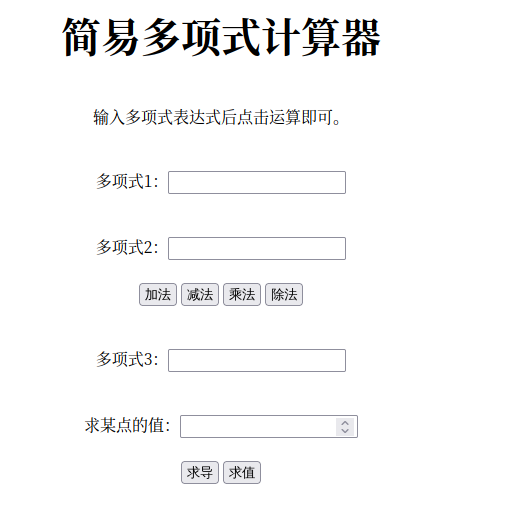 简易多项式计算器
输入多项式表达式后点击运算即可。
多项式1：
多项式2：
加法 减法 乘法 除法
多项式3：
求某点的值：
求导 求值